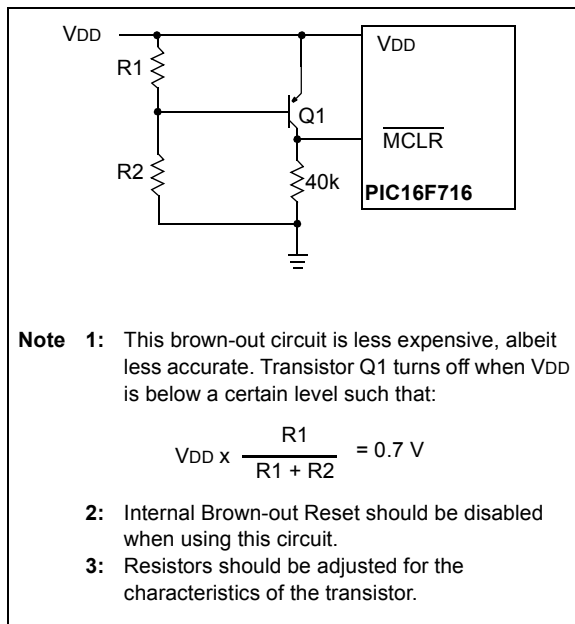 VDD
VDD
R1
Q1
MCLR
R2
40k
PIC16F716
Note 1: This brown-out circuit is less expensive, albeit
less accurate. Transistor Q1 turns off when VDD
is below a certain level such that:
R1
VDD x = 0.7 V
R1 + R2
2: Internal Brown-out Reset should be disabled
when using this circuit.
3: Resistors should be adjusted for the
characteristics of the transistor.